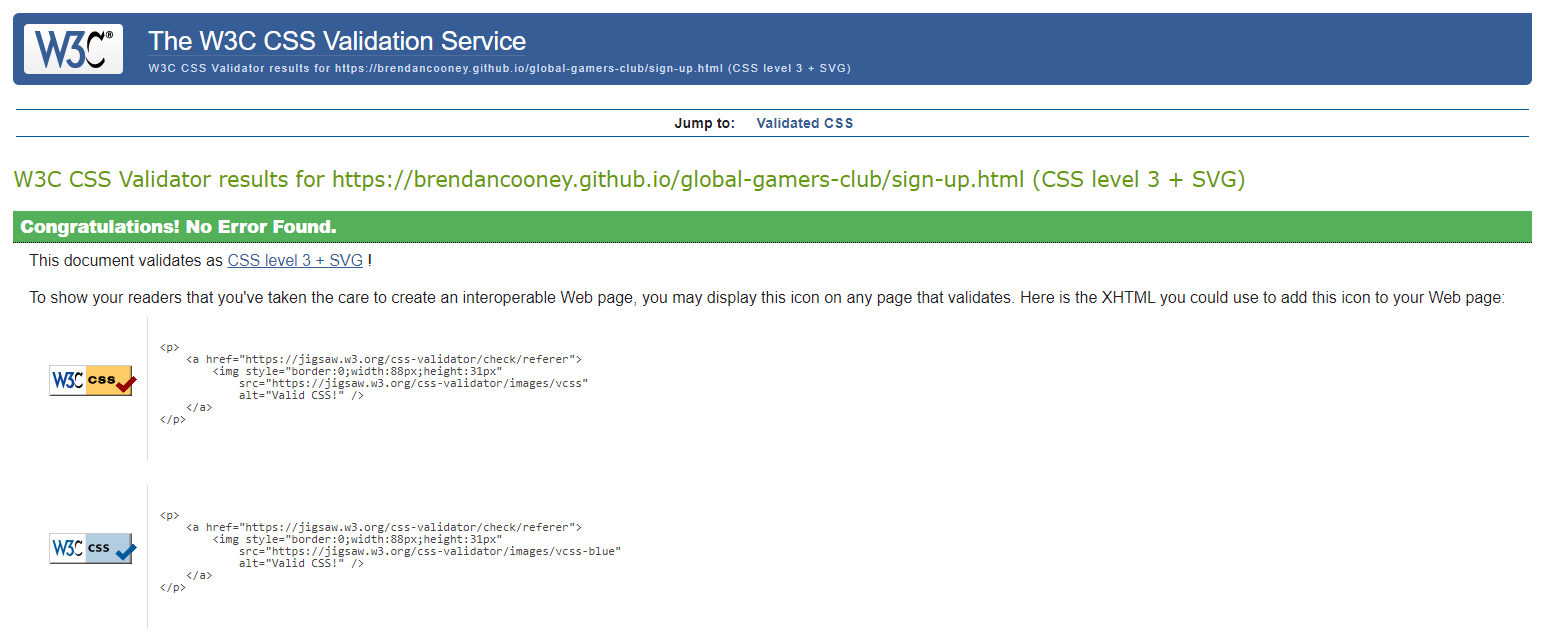 W3C®
The W3C CSS Validation Service
W3C CSS Validator results for https://brendancooney.github.io/global-gamers-club/sign-up.html (CSS level 3 + SVG)
Jump to: Validated CSS
W3C CSS Validator results for https://brendancooney.github.io/global-gamers-club/sign-up.html (CSS level 3 + SVG)
Congratulations! No Error Found.
This document validates as CSS level 3 + SVG !
To show your readers that you've taken the care to create an interoperable Web page, you may display this icon on any page that validates. Here is the XHTML you could use to add this icon to your Web page:
W3C css
<p>
    <a href="https://jigsaw.w3.org/css-validator/check/referer">
        <img style="border:0;width:88px;height:31px"
            src="https://jigsaw.w3.org/css-validator/images/vcss"
            alt="Valid CSS!" />
    </a>
</p>
W3C css
<p>
    <a href="https://jigsaw.w3.org/css-validator/check/referer">
        <img style="border:0;width:88px;height:31px"
            src="https://jigsaw.w3.org/css-validator/images/vcss-blue"
            alt="Valid CSS!" />
    </a>
</p>